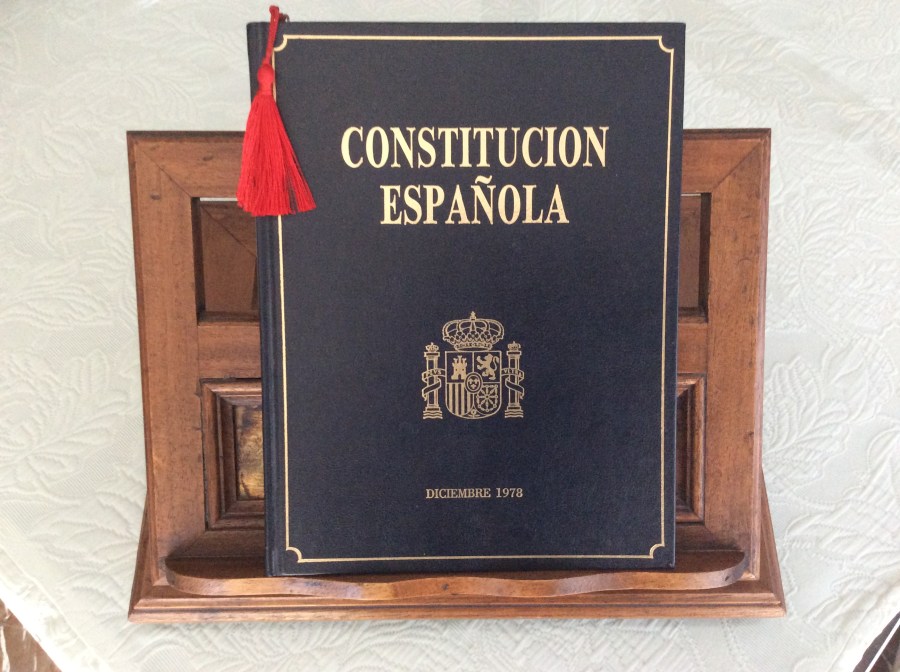 CONSTITUCION
ESPAÑOLA
DICIEMBRE 1978